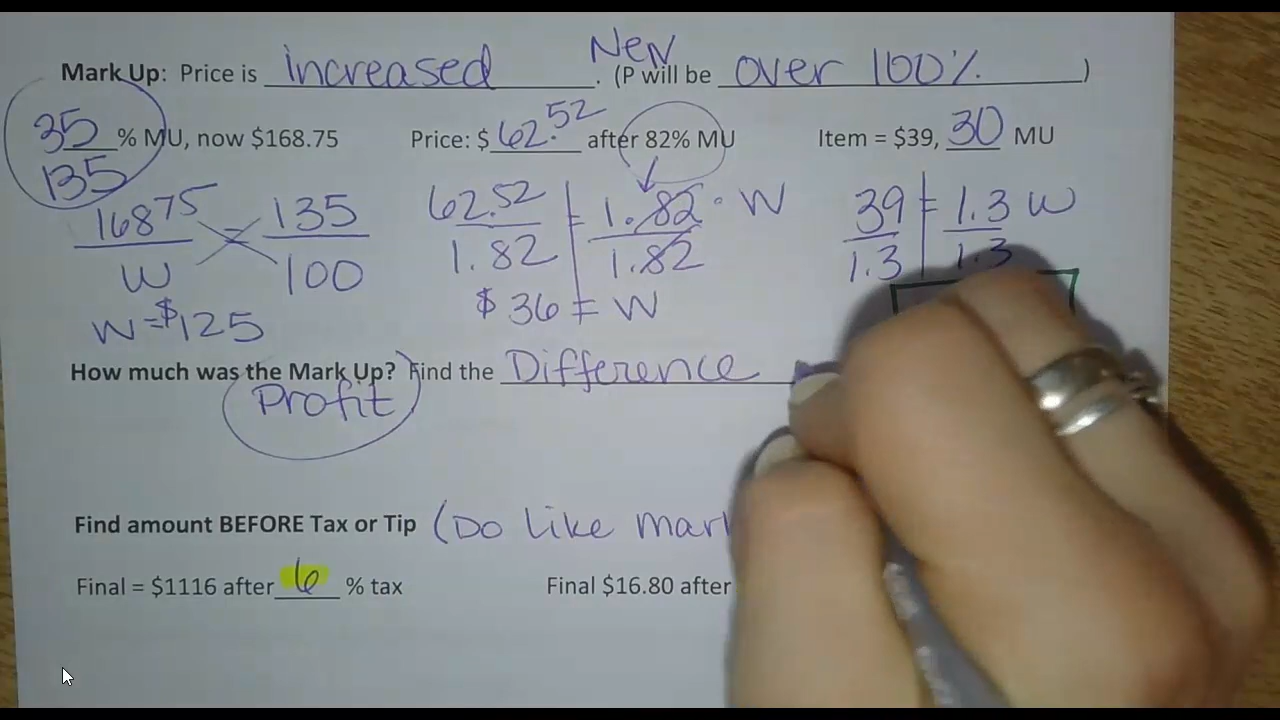 Mark Up: Price is increased. (New P will be over 100%)
35 % MU, now $168.75 Price: $62.52 after 82% MU Item = $39, 30 MU
135
168.75 135 62.52 1.82 · W 39 = 1.3 W
W = 100 1.82 = 1.82 1.3 1.3
W = $125 $36 = W
How much was the Mark Up? Find the Difference
Profit
Find amount BEFORE Tax or Tip (Do Like
Final = $1116 after 6 % tax Final $16.80 after